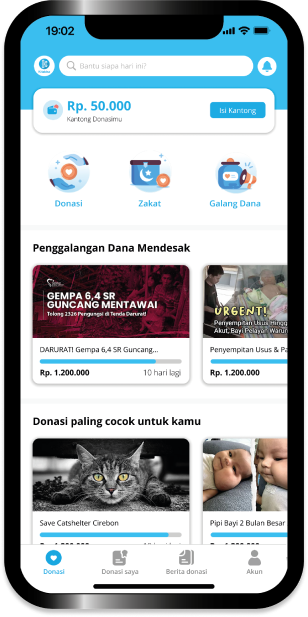 19:02
Bantu siapa hari ini?
Rp. 50.000
Kantong Donasimu
Isi Kantong
Donasi
Zakat
Galang Dana
Penggalangan Dana Mendesak
GEMPA 6,4 SR
GUNCANG MENTAWAI
Tolong 2326 Pengungsi di Tenda Darurat!
URGENT!
Penyempitan Usus Hingg
Akut, Bayi Pelayan Warun
DARURAT! Gempa 6,4 SR Guncang...
Penyempitan Usus & Pa
Rp. 1.200.000
10 hari lagi
Rp. 1.200.000
Donasi paling cocok untuk kamu
Save Catshelter Cirebon
Pipi Bayi 2 Bulan Besar
Donasi
Donasi saya
Berita donasi
Akun